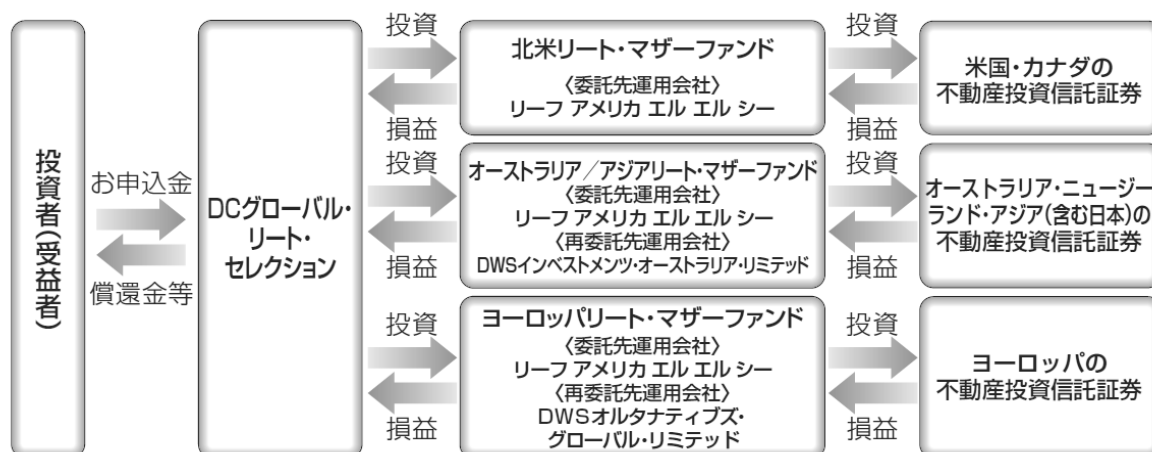 投資者(受益者)
お申込金
償還金等
DCグローバル・
リート・
セレクション
投資
損益
北米リート・マザーファンド
〈委託先運用会社〉
リーフ アメリカ エル エル シー
投資
損益
米国・カナダの
不動産投資信託証券
投資
損益
オーストラリア／アジアリート・マザーファンド
〈委託先運用会社〉
リーフ アメリカ エル エル シー
〈再委託先運用会社〉
DWSインベストメンツ・オーストラリア・リミテッド
投資
損益
オーストラリア・ニュージー
ランド・アジア(含む日本)の
不動産投資信託証券
投資
損益
ヨーロッパリート・マザーファンド
〈委託先運用会社〉
リーフ アメリカ エル エル シー
〈再委託先運用会社〉
DWSオルタナティブズ・
グローバル・リミテッド
投資
損益
ヨーロッパの
不動産投資信託証券